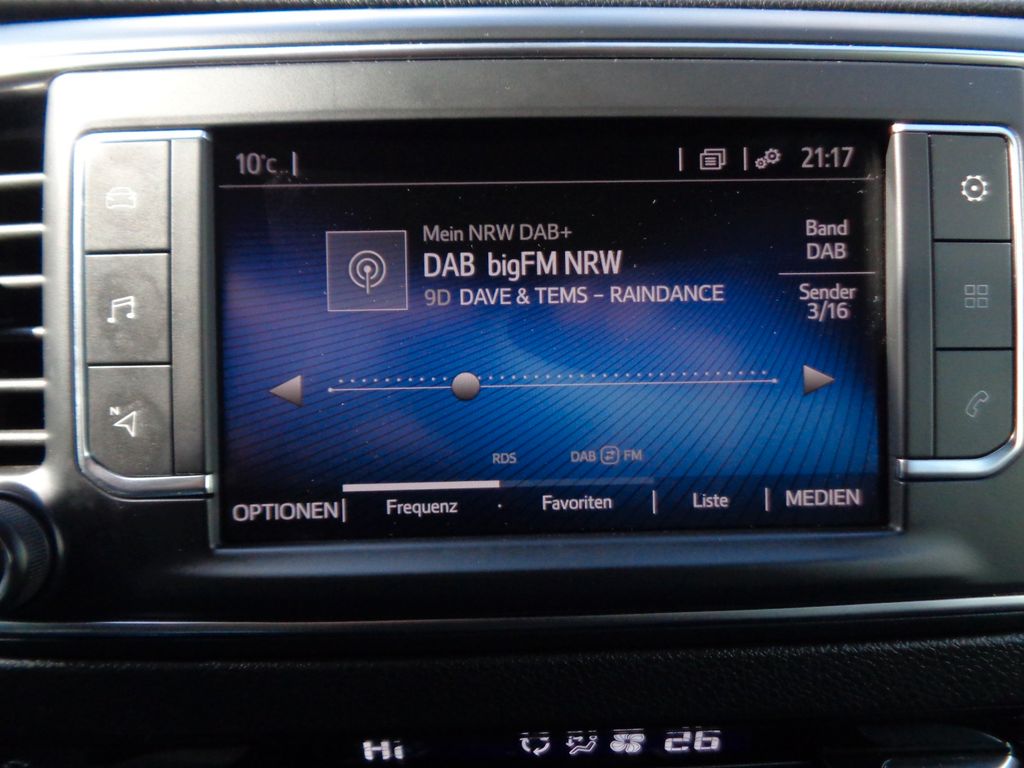 10°C
21:17
Mein NRW DAB+
DAB bigFM NRW
9D DAVE & TEMS – RAINDANCE
Band
DAB
Sender
3/16
N
RDS
DAB FM
OPTIONEN
Frequenz
Favoriten
Liste
MEDIEN
Hi
26